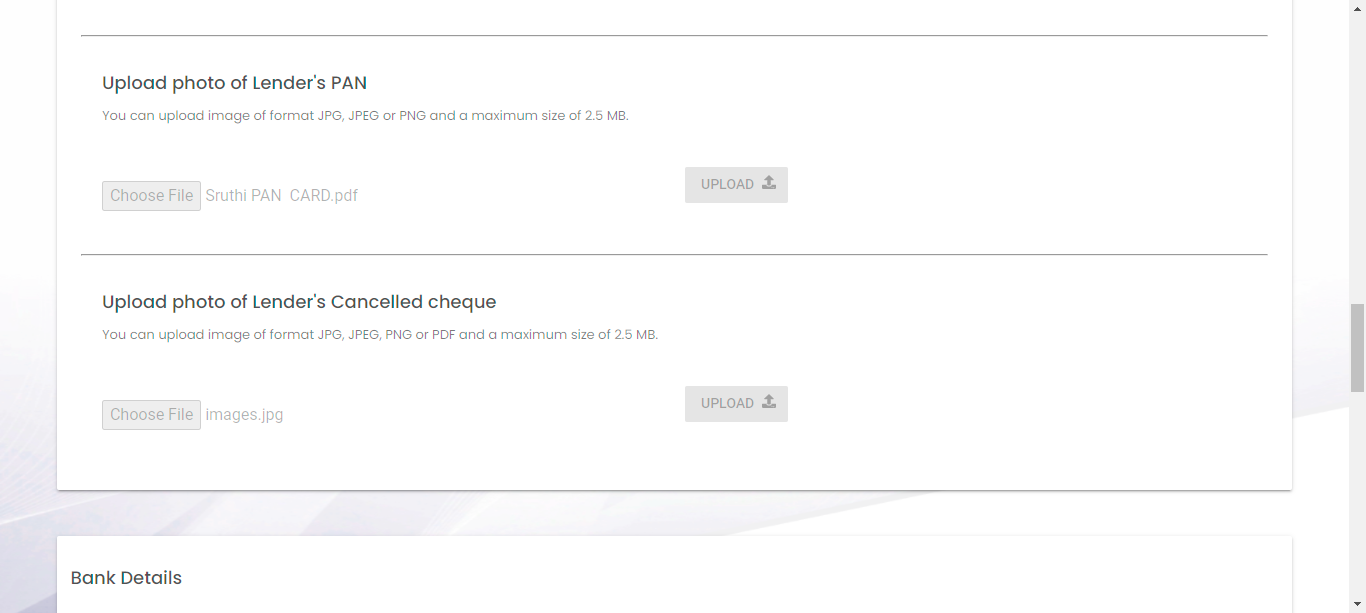 Upload photo of Lender's PAN
You can upload image of format JPG, JPEG or PNG and a maximum size of 2.5 MB.
Choose File Sruthi PAN  CARD.pdf
UPLOAD
Upload photo of Lender's Cancelled cheque
You can upload image of format JPG, JPEG, PNG or PDF and a maximum size of 2.5 MB.
Choose File images.jpg
UPLOAD
Bank Details